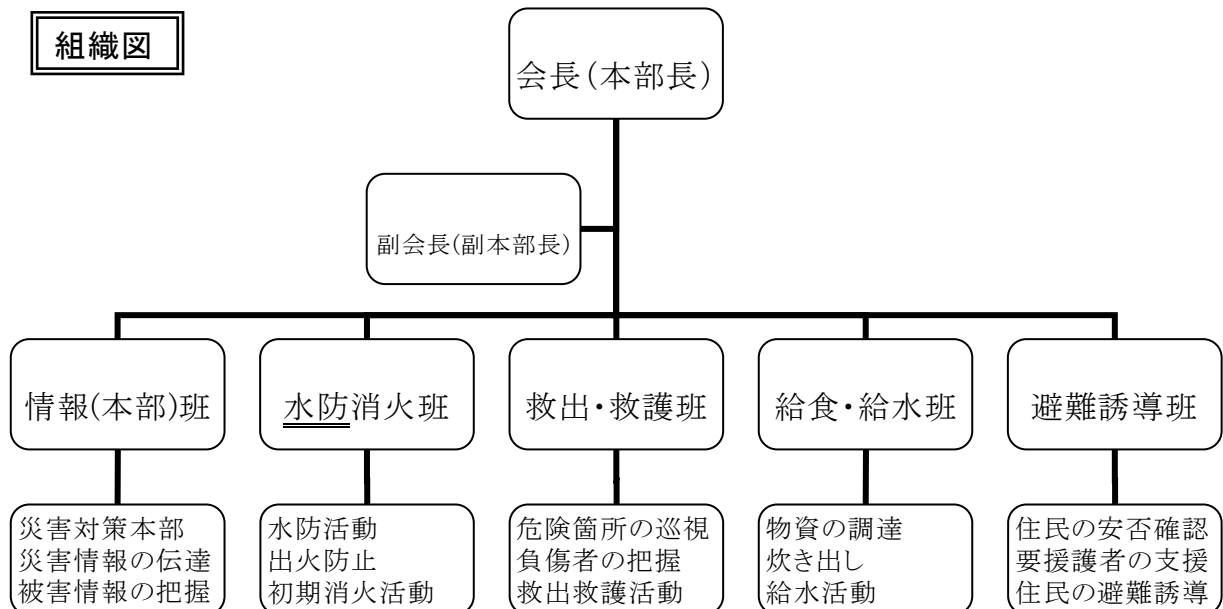 組織図
会長(本部長)
副会長(副本部長)
情報(本部)班
水防消火班
救出・救護班
給食・給水班
避難誘導班
災害対策本部
災害情報の伝達
被害情報の把握
水防活動
出火防止
初期消火活動
危険箇所の巡視
負傷者の把握
救出救護活動
物資の調達
炊き出し
給水活動
住民の安否確認
要援護者の支援
住民の避難誘導